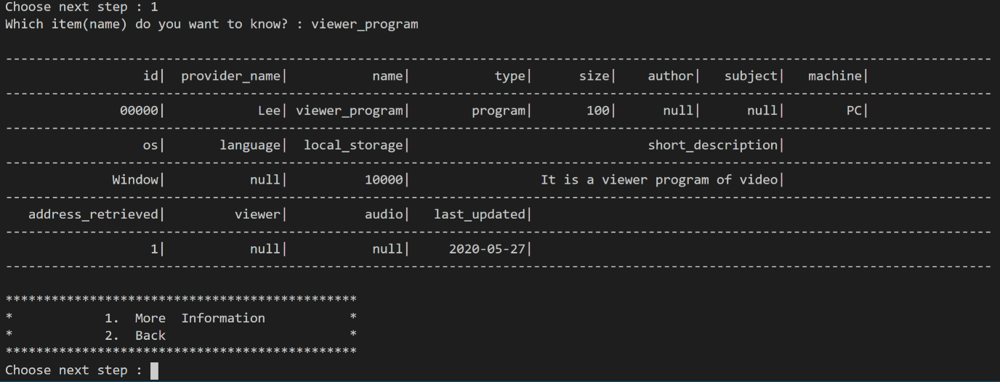 Choose next step : 1
Which item(name) do you want to know? : viewer_program
---------------------------------------------------------------------------------------------------------------------------------
id| provider_name| name| type| size| author| subject| machine|
---------------------------------------------------------------------------------------------------------------------------------
00000| Lee| viewer_program| program| 100| null| null| PC|
---------------------------------------------------------------------------------------------------------------------------------
os| language| local_storage| short_description|
---------------------------------------------------------------------------------------------------------------------------------
Window| null| 10000| It is a viewer program of video|
---------------------------------------------------------------------------------------------------------------------------------
address_retrieved| viewer| audio| last_updated|
---------------------------------------------------------------------------------------------------------------------------------
1| null| null| 2020-05-27|
---------------------------------------------------------------------------------------------------------------------------------
**********************************************
* 1. More Information *
* 2. Back *
**********************************************
Choose next step :